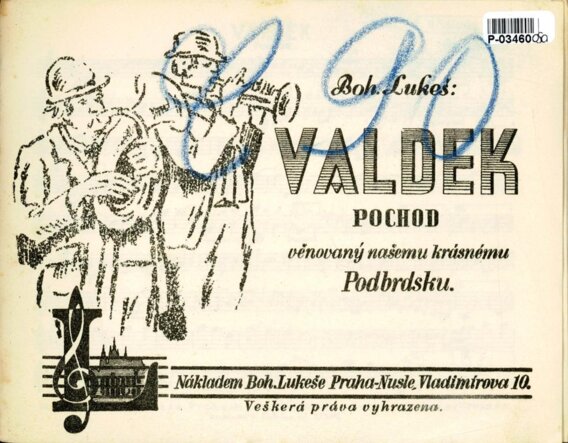 P-03460
Boh. Lukeš:
VALDEK
POCHOD
věnovaný našemu krásnému
Podbrdsku.
Nákladem Boh. Lukeše Praha-Nusle, Vladimírova 10.
Veškerá práva vyhrazena.